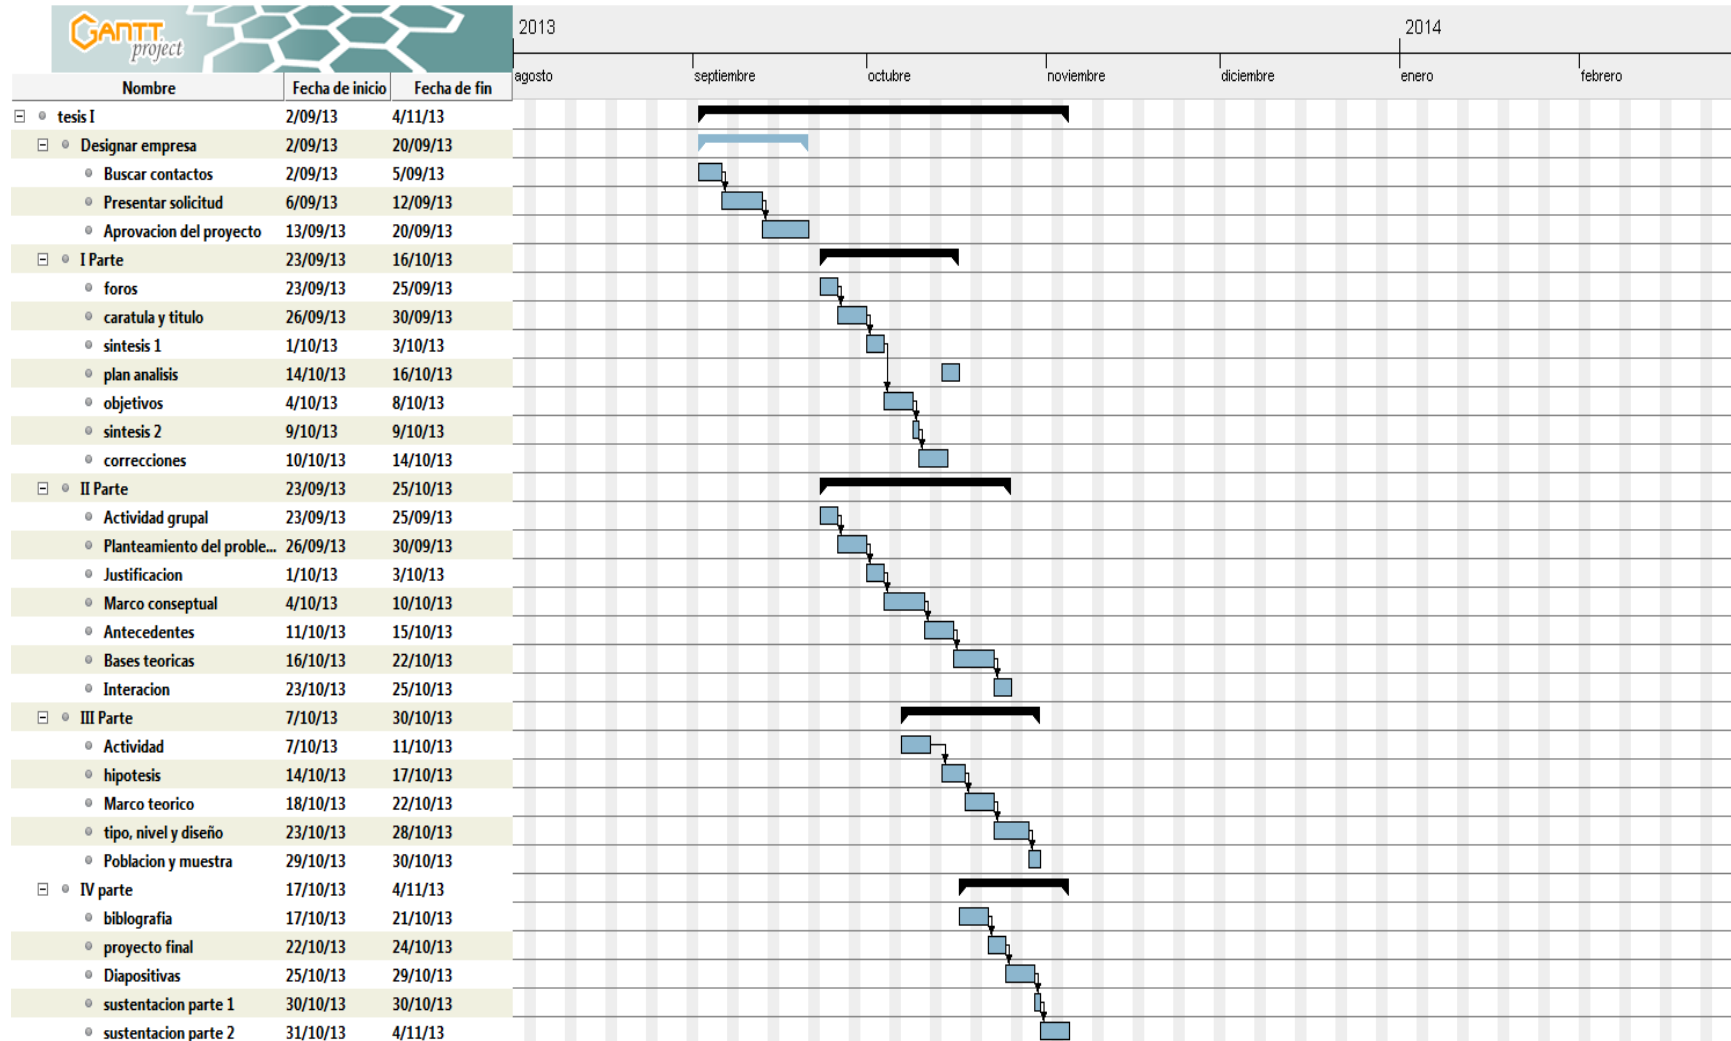 GANTT
project
2013 2014
agosto septiembre octubre noviembre diciembre enero febrero
Nombre Fecha de inicio Fecha de fin
tesis I 2/09/13 4/11/13
Designar empresa 2/09/13 20/09/13
Buscar contactos 2/09/13 5/09/13
Presentar solicitud 6/09/13 12/09/13
Aprovacion del proyecto 13/09/13 20/09/13
I Parte 23/09/13 16/10/13
foros 23/09/13 25/09/13
caratula y titulo 26/09/13 30/09/13
sintesis 1 1/10/13 3/10/13
plan analisis 14/10/13 16/10/13
objetivos 4/10/13 8/10/13
sintesis 2 9/10/13 9/10/13
correcciones 10/10/13 14/10/13
II Parte 23/09/13 25/10/13
Actividad grupal 23/09/13 25/09/13
Planteamiento del proble... 26/09/13 30/09/13
Justificacion 1/10/13 3/10/13
Marco conseptual 4/10/13 10/10/13
Antecedentes 11/10/13 15/10/13
Bases teoricas 16/10/13 22/10/13
Interacion 23/10/13 25/10/13
III Parte 7/10/13 30/10/13
Actividad 7/10/13 11/10/13
hipotesis 14/10/13 17/10/13
Marco teorico 18/10/13 22/10/13
tipo, nivel y diseño 23/10/13 28/10/13
Poblacion y muestra 29/10/13 30/10/13
IV parte 17/10/13 4/11/13
biblografia 17/10/13 21/10/13
proyecto final 22/10/13 24/10/13
Diapositivas 25/10/13 29/10/13
sustentacion parte 1 30/10/13 30/10/13
sustentacion parte 2 31/10/13 4/11/13